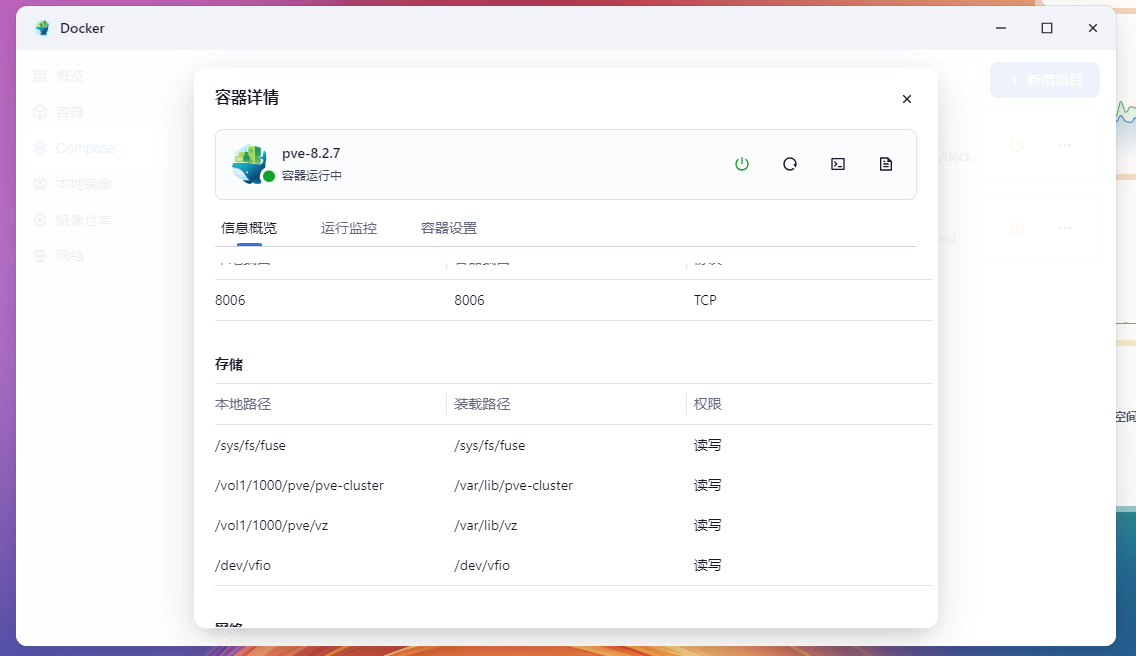 Docker
概览
容器
Compose
本地镜像
镜像仓库
网络
+ 新增项目
/dock...
容器详情
pve-8.2.7
容器运行中
信息概览 运行监控 容器设置
8006 8006 TCP
存储
本地路径 装载路径 权限
/sys/fs/fuse /sys/fs/fuse 读写
/vol1/1000/pve/pve-cluster /var/lib/pve-cluster 读写
/vol1/1000/pve/vz /var/lib/vz 读写
/dev/vfio /dev/vfio 读写
空间